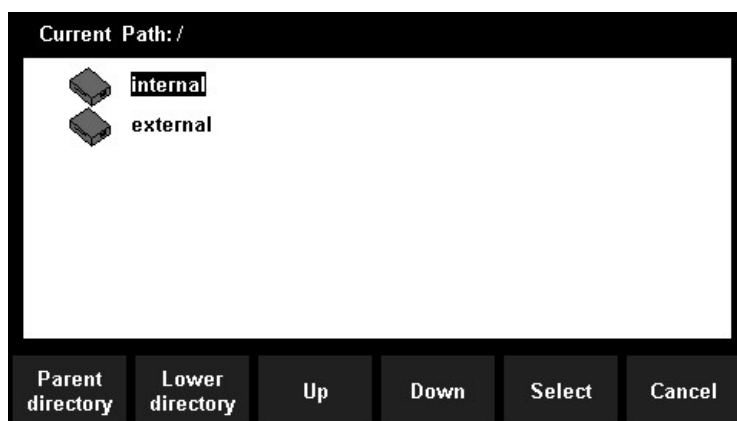 Current Path: /
internal
external
Parent directory
Lower directory
Up
Down
Select
Cancel